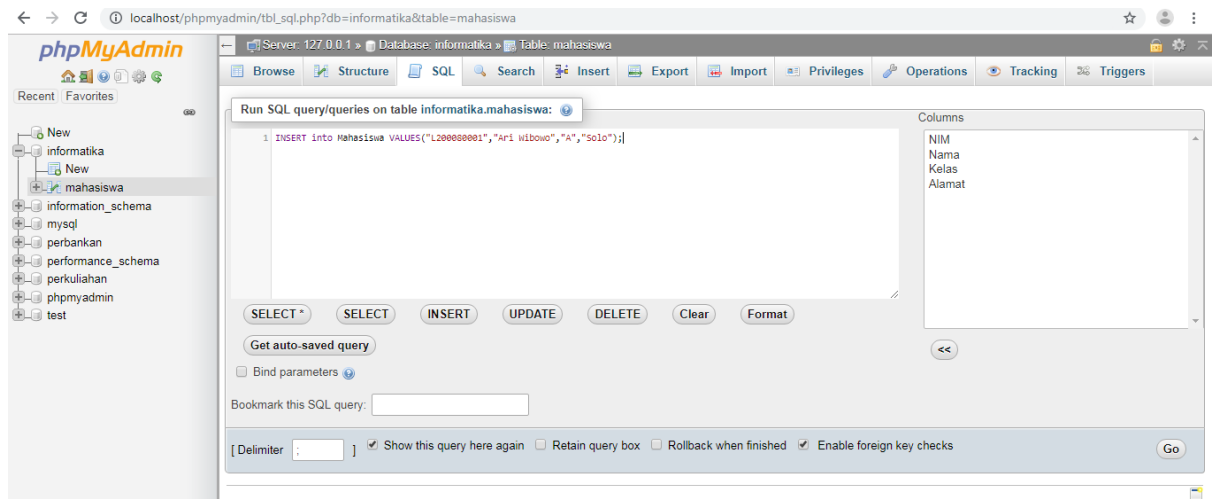 localhost/phpmyadmin/tbl_sql.php?db=informatika&table=mahasiswa
phpMyAdmin
Recent Favorites
New
informatika
New
mahasiswa
information_schema
mysql
perbankan
performance_schema
perkuliahan
phpmyadmin
test
Server: 127.0.0.1 » Database: informatika » Table: mahasiswa
Browse Structure SQL Search Insert Export Import Privileges Operations Tracking Triggers
Run SQL query/queries on table informatika.mahasiswa:
1 INSERT into Mahasiswa VALUES("L200080001","Ari Wibowo","A","Solo");
Columns
NIM
Nama
Kelas
Alamat
SELECT * SELECT INSERT UPDATE DELETE Clear Format
Get auto-saved query
<<
Bind parameters
Bookmark this SQL query:
[ Delimiter ; ] Show this query here again Retain query box Rollback when finished Enable foreign key checks Go